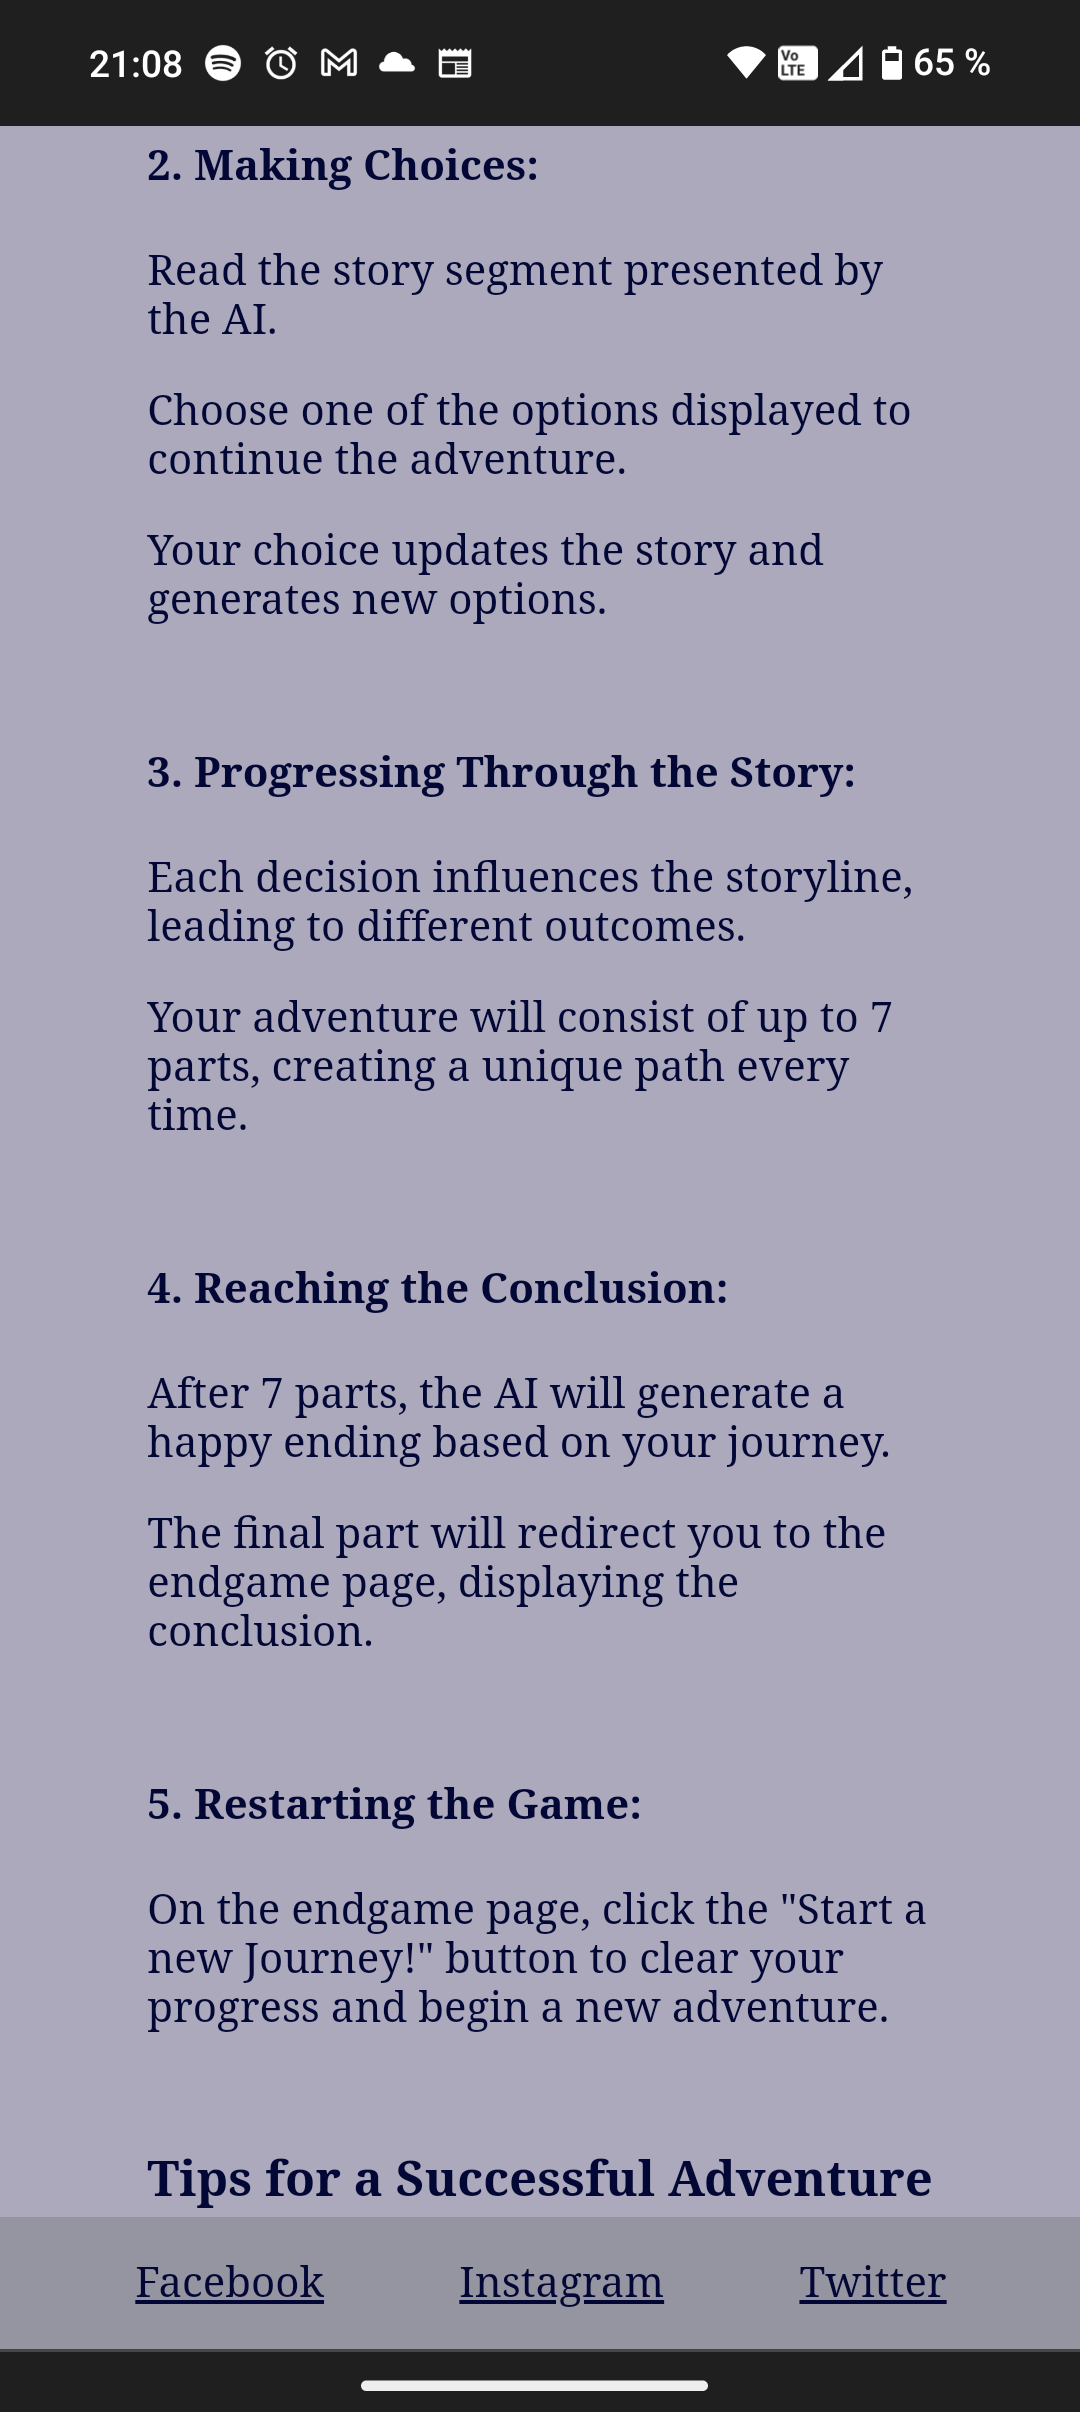 21:08
Vo
LTE
65 %
2. Making Choices:
Read the story segment presented by
the AI.
Choose one of the options displayed to
continue the adventure.
Your choice updates the story and
generates new options.
3. Progressing Through the Story:
Each decision influences the storyline,
leading to different outcomes.
Your adventure will consist of up to 7
parts, creating a unique path every
time.
4. Reaching the Conclusion:
After 7 parts, the AI will generate a
happy ending based on your journey.
The final part will redirect you to the
endgame page, displaying the
conclusion.
5. Restarting the Game:
On the endgame page, click the "Start a
new Journey!" button to clear your
progress and begin a new adventure.
Tips for a Successful Adventure
Facebook
Instagram
Twitter